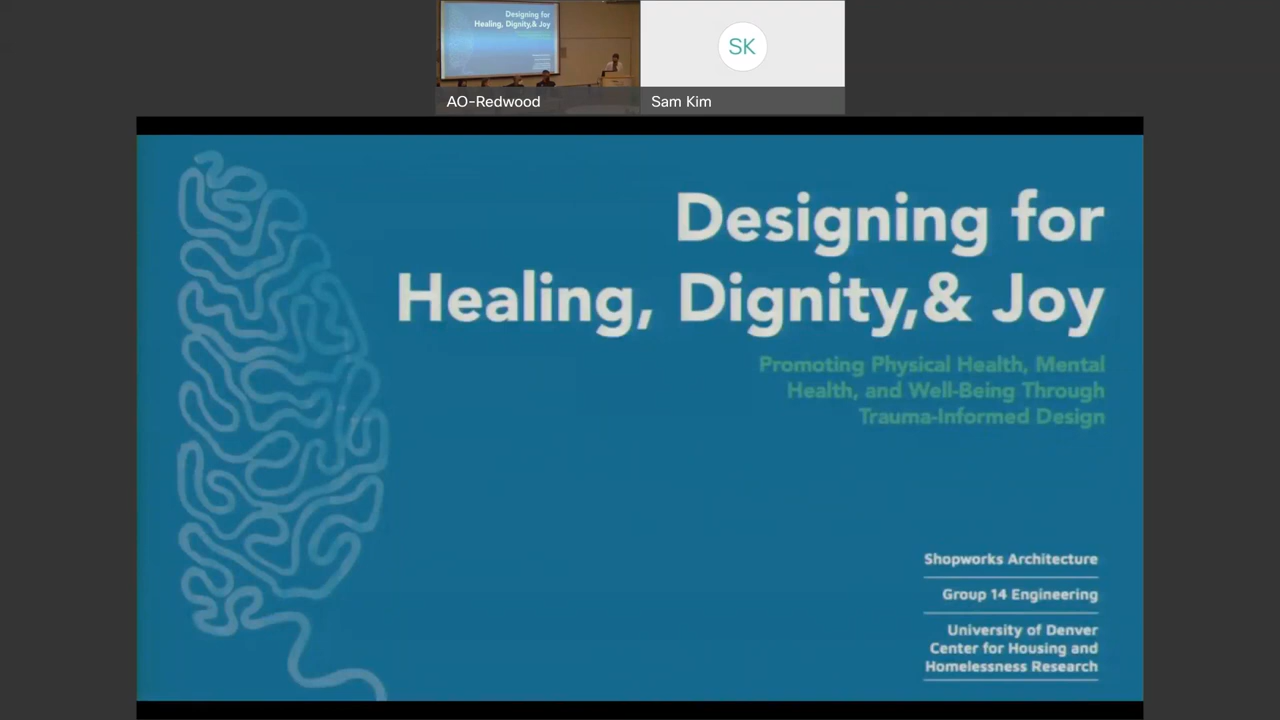 Designing for
Healing, Dignity,& Joy
AO-Redwood
SK
Sam Kim
Designing for
Healing, Dignity,& Joy
Promoting Physical Health, Mental
Health, and Well-Being Through
Trauma-Informed Design
Shopworks Architecture
Group 14 Engineering
University of Denver
Center for Housing and
Homelessness Research